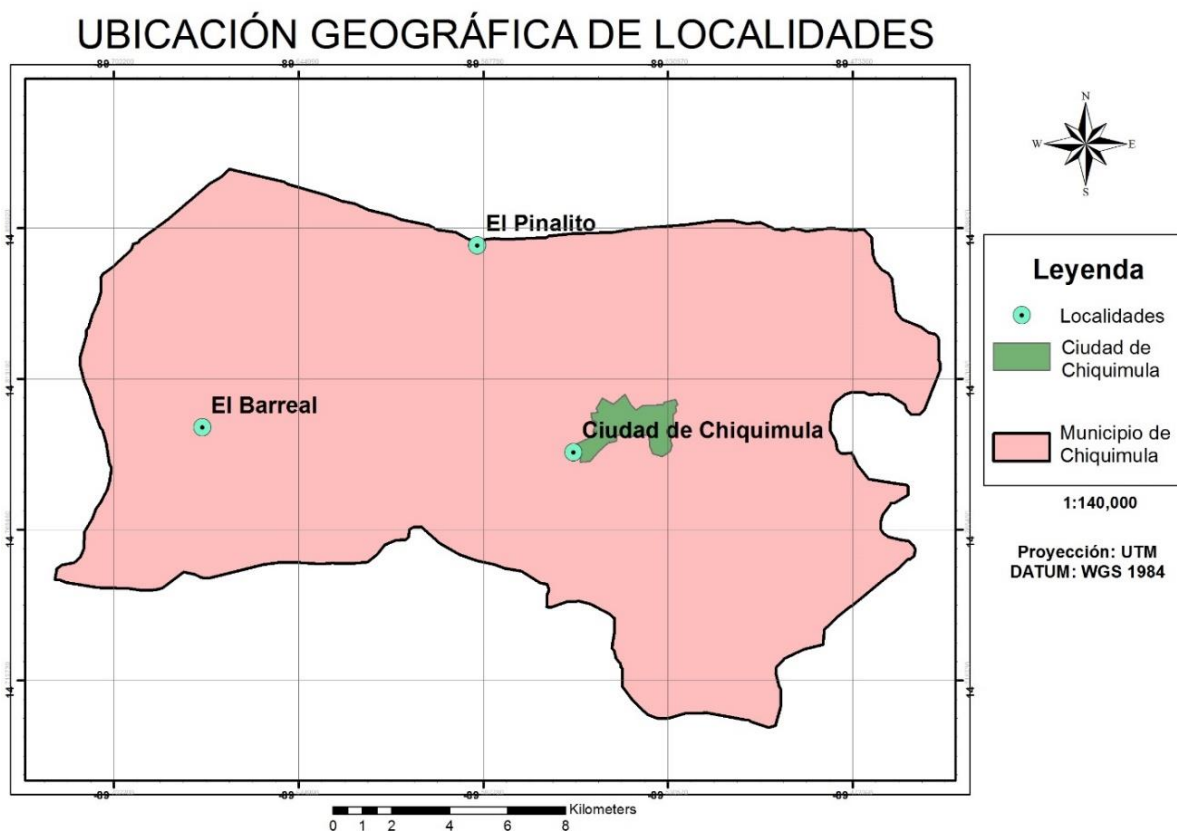 UBICACIÓN GEOGRÁFICA DE LOCALIDADES
N
W
E
S
El Pinalito
El Barreal
Ciudad de Chiquimula
Leyenda
Localidades
Ciudad de
Chiquimula
Municipio de
Chiquimula
1:140,000
Proyección: UTM
DATUM: WGS 1984
Kilometers
0 1 2 4 6 8